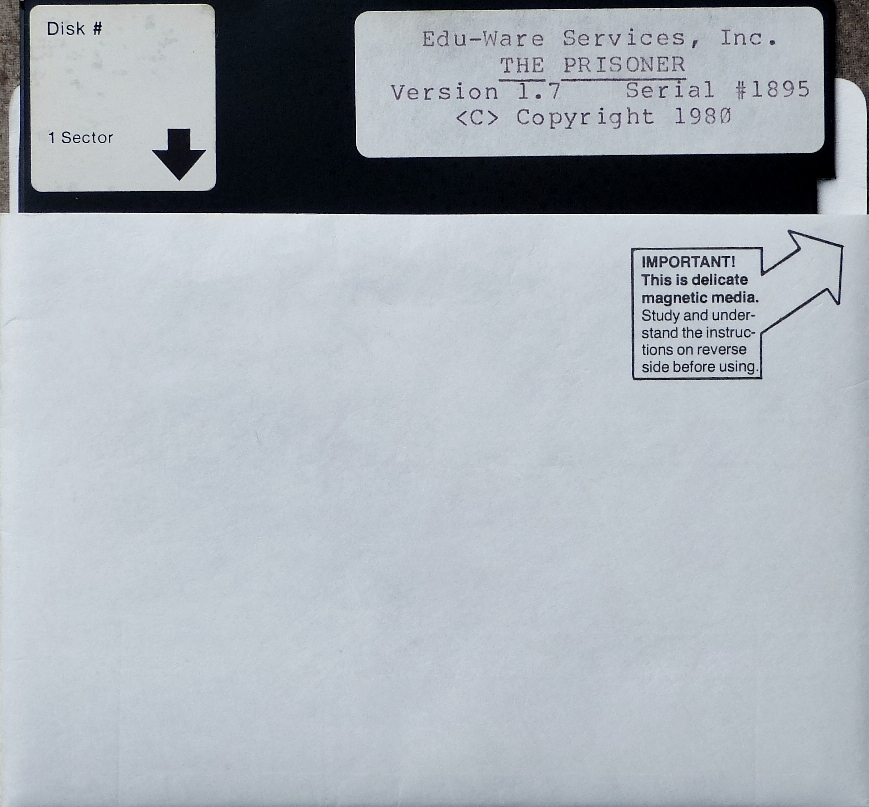 Disk #
1 Sector
Edu-Ware Services, Inc.
THE PRISONER
Version 1.7 Serial #1895
<C> Copyright 1980
IMPORTANT!
This is delicate
magnetic media.
Study and under-
stand the instruc-
tions on reverse
side before using.